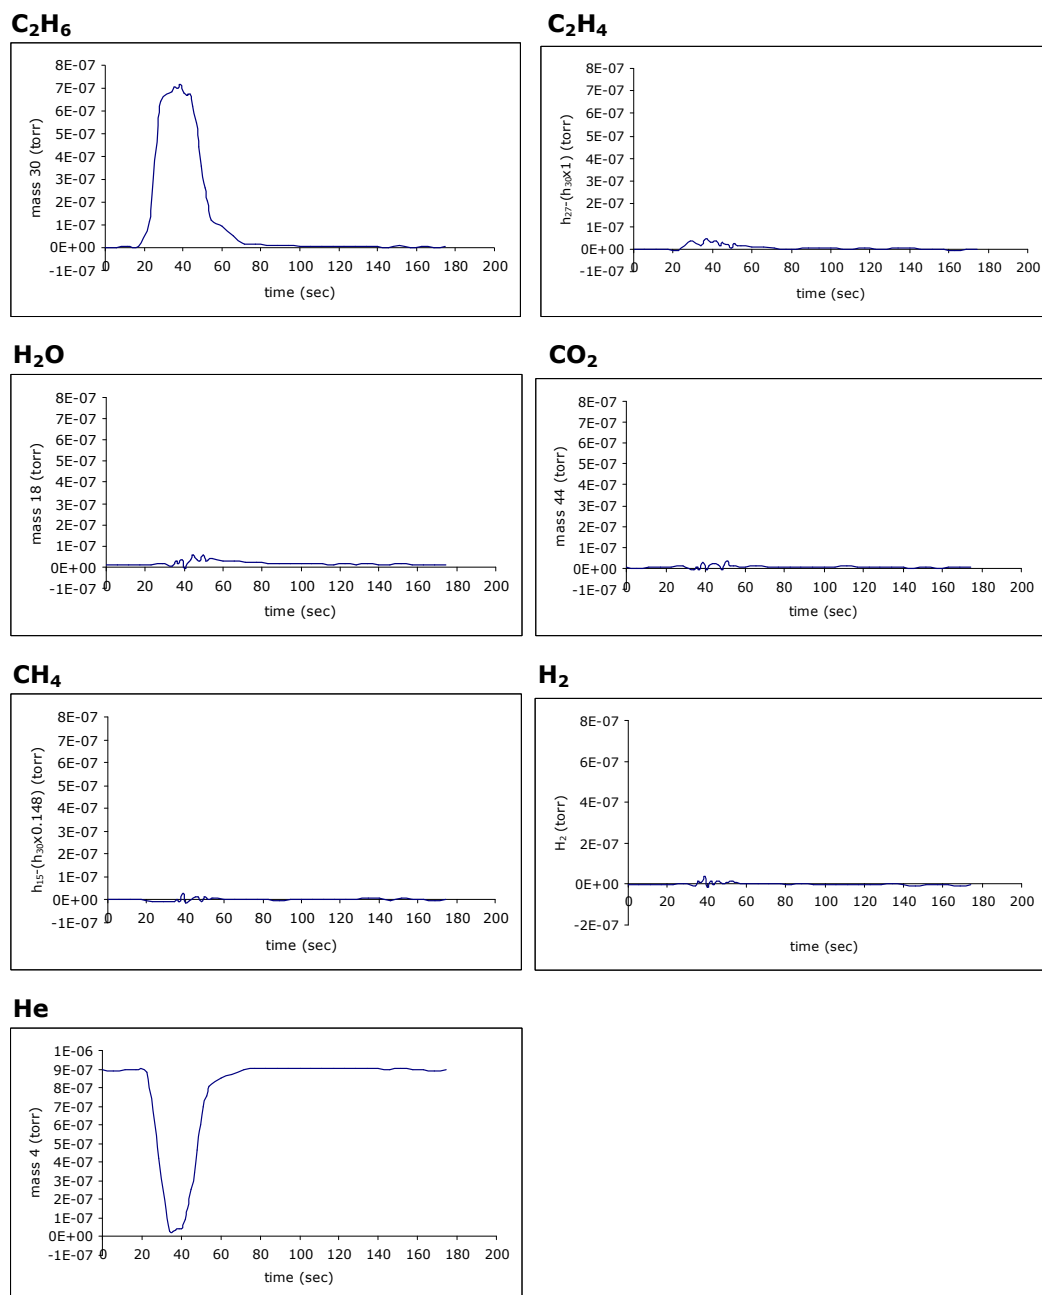 C₂H₆
8E-07
7E-07
6E-07
5E-07
4E-07
3E-07
2E-07
1E-07
0E+00
-1E-07
0 20 40 60 80 100 120 140 160 180 200
mass 30 (torr)
time (sec)
C₂H₄
8E-07
7E-07
6E-07
5E-07
4E-07
3E-07
2E-07
1E-07
0E+00
-1E-07
0 20 40 60 80 100 120 140 160 180 200
h₂₇-(h₃₀x1) (torr)
time (sec)
H₂O
8E-07
7E-07
6E-07
5E-07
4E-07
3E-07
2E-07
1E-07
0E+00
-1E-07
0 20 40 60 80 100 120 140 160 180 200
mass 18 (torr)
time (sec)
CO₂
8E-07
7E-07
6E-07
5E-07
4E-07
3E-07
2E-07
1E-07
0E+00
-1E-07
0 20 40 60 80 100 120 140 160 180 200
mass 44 (torr)
time (sec)
CH₄
8E-07
7E-07
6E-07
5E-07
4E-07
3E-07
2E-07
1E-07
0E+00
-1E-07
0 20 40 60 80 100 120 140 160 180 200
h₁₅-(h₃₀x0.148) (torr)
time (sec)
H₂
8E-07
6E-07
4E-07
2E-07
0E+00
-2E-07
0 20 40 60 80 100 120 140 160 180 200
H₂ (torr)
time (sec)
He
1E-06
9E-07
8E-07
7E-07
6E-07
5E-07
4E-07
3E-07
2E-07
1E-07
0E+00
-1E-07
0 20 40 60 80 100 120 140 160 180 200
mass 4 (torr)
time (sec)